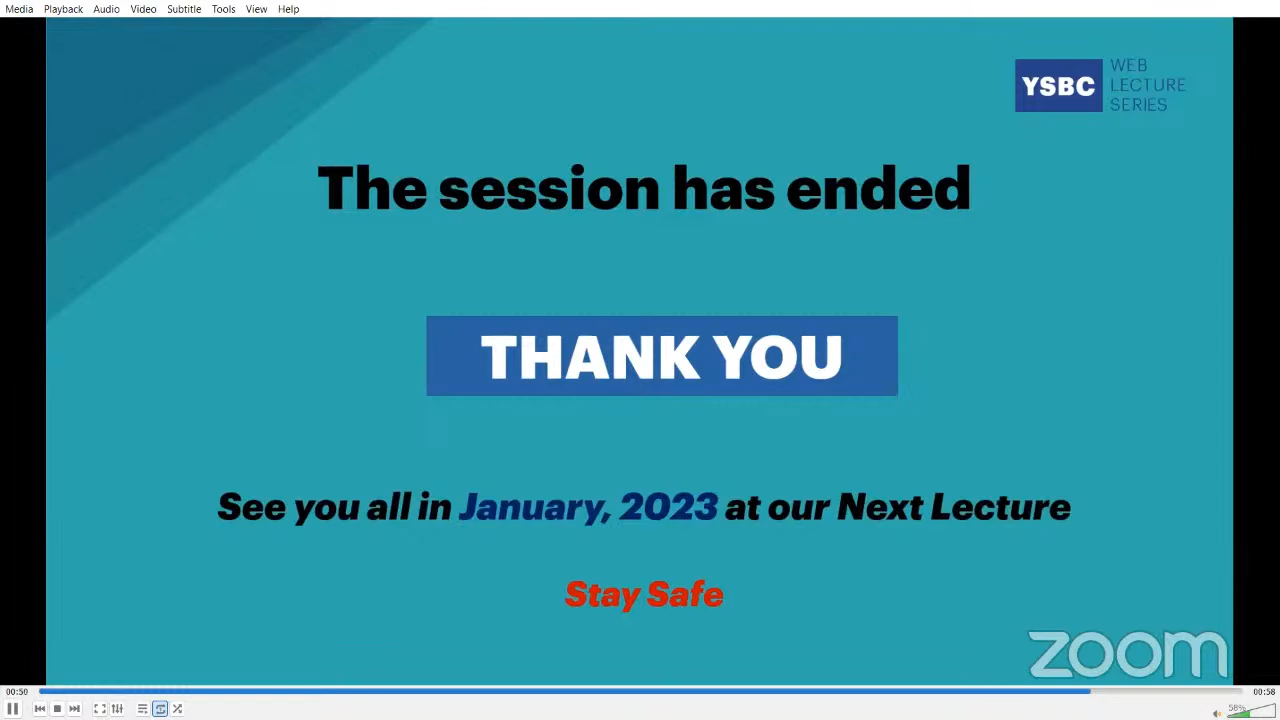 Media Playback Audio Video Subtitle Tools View Help
YSBC
WEB
LECTURE
SERIES
The session has ended
THANK YOU
See you all in January, 2023 at our Next Lecture
Stay Safe
zoom
00:50
00:58
58%